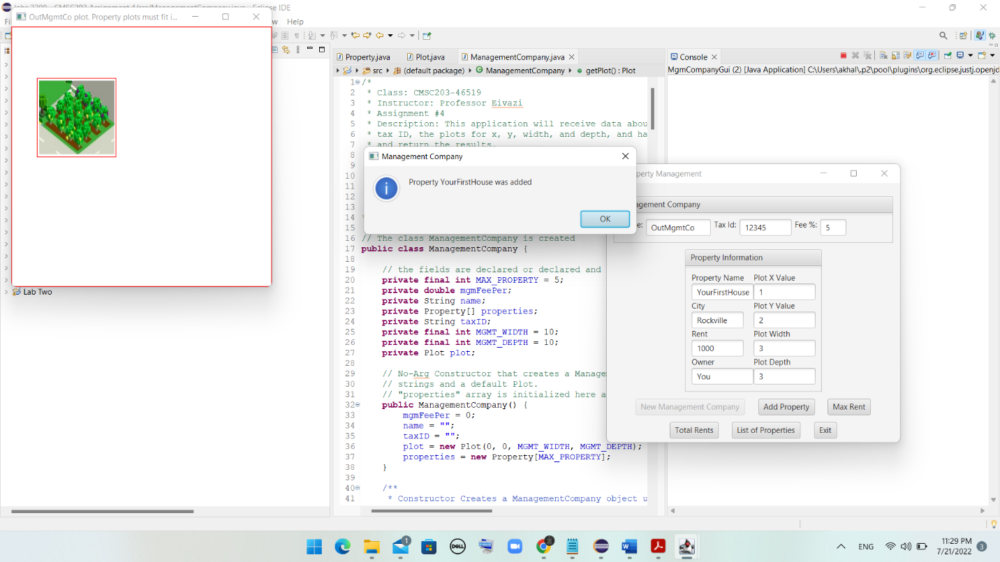 OutMgmtCo plot. Property plots must fit i...
Eclipse IDE
Help
Lab Two
Property.java
Plot.java
ManagementCompany.java
src
(default package)
ManagementCompany
getPlot() : Plot
1 /*
2 * Class: CMSC203-46519
3 * Instructor: Professor Eivazi
4 * Assignment #4
5 * Description: This application will receive data abou
6 * tax ID, the plots for x, y, width, and depth, and ha
7 * and return the results.
8
9
10
11
12
13
14
15
16 // The class ManagementCompany is created
17 public class ManagementCompany {
18
19 // the fields are declared or declared and
20 private final int MAX_PROPERTY = 5;
21 private double mgmFeePer;
22 private String name;
23 private Property[] properties;
24 private String taxID;
25 private final int MGMT_WIDTH = 10;
26 private final int MGMT_DEPTH = 10;
27 private Plot plot;
28
29 // No-Arg Constructor that creates a Manage
30 // strings and a default Plot.
31 // "properties" array is initialized here a
32 public ManagementCompany() {
33 mgmFeePer = 0;
34 name = "";
35 taxID = "";
36 plot = new Plot(0, 0, MGMT_WIDTH, MGMT_DEPTH);
37 properties = new Property[MAX_PROPERTY];
38 }
39
40 /**
41 * Constructor Creates a ManagementCompany object u
Management Company
Property YourFirstHouse was added
OK
Console
MgmCompanyGui (2) [Java Application] C:\Users\akhal\.p2\pool\plugins\org.eclipse.justj.openjd
perty Management
agement Company
e:
OutMgmtCo
Tax Id:
12345
Fee %:
5
Property Information
Property Name
Plot X Value
YourFirstHouse
1
City
Plot Y Value
Rockville
2
Rent
Plot Width
1000
3
Owner
Plot Depth
You
3
New Management Company
Add Property
Max Rent
Total Rents
List of Properties
Exit
1
DELL
W
ENG
11:29 PM
7/21/2022
3